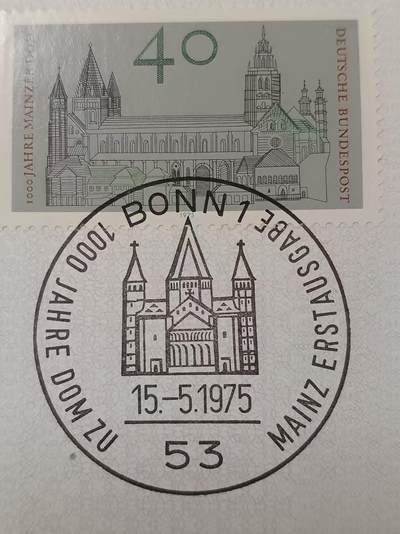 40
1000 JAHRE MAINZER DOM
DEUTSCHE BUNDESPOST
BONN 1
1000 JAHRE DOM ZU MAINZ ERSTAUSGABE
15.-5.1975
53